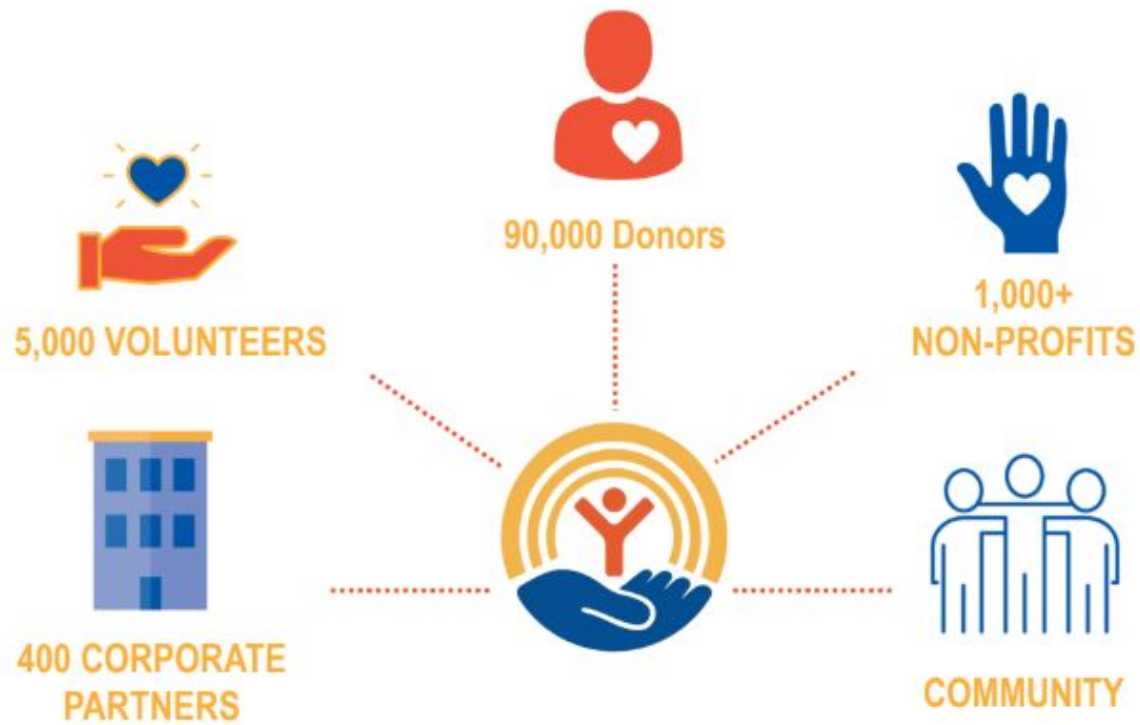 90,000 Donors
5,000 VOLUNTEERS
1,000+
NON-PROFITS
400 CORPORATE
PARTNERS
COMMUNITY